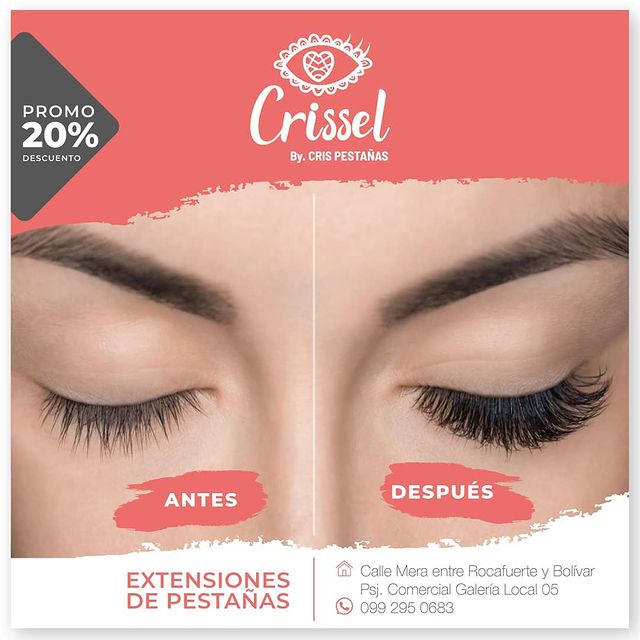 PROMO
20%
DESCUENTO
Crissel
By. CRIS PESTAÑAS
ANTES
DESPUÉS
EXTENSIONES
DE PESTAÑAS
Calle Mera entre Rocafuerte y Bolívar
Psj. Comercial Galería Local 05
099 295 0683